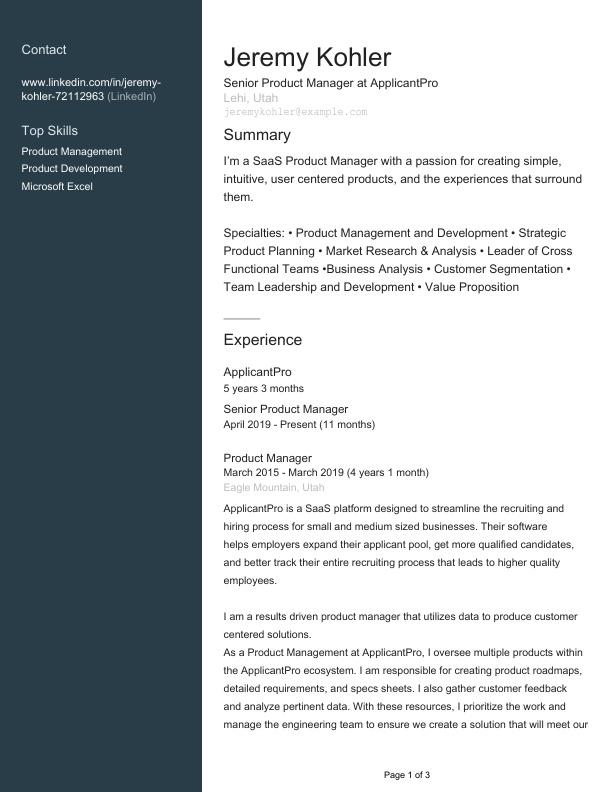 Contact
www.linkedin.com/in/jeremy-
kohler-72112963 (LinkedIn)
Top Skills
Product Management
Product Development
Microsoft Excel
Jeremy Kohler
Senior Product Manager at ApplicantPro
Lehi, Utah
jeremykohler@example.com
Summary
I'm a SaaS Product Manager with a passion for creating simple,
intuitive, user centered products, and the experiences that surround
them.
Specialties: • Product Management and Development • Strategic
Product Planning • Market Research & Analysis • Leader of Cross
Functional Teams •Business Analysis • Customer Segmentation •
Team Leadership and Development • Value Proposition
Experience
ApplicantPro
5 years 3 months
Senior Product Manager
April 2019 - Present (11 months)
Product Manager
March 2015 - March 2019 (4 years 1 month)
Eagle Mountain, Utah
ApplicantPro is a SaaS platform designed to streamline the recruiting and
hiring process for small and medium sized businesses. Their software
helps employers expand their applicant pool, get more qualified candidates,
and better track their entire recruiting process that leads to higher quality
employees.
I am a results driven product manager that utilizes data to produce customer
centered solutions.
As a Product Management at ApplicantPro, I oversee multiple products within
the ApplicantPro ecosystem. I am responsible for creating product roadmaps,
detailed requirements, and specs sheets. I also gather customer feedback
and analyze pertinent data. With these resources, I prioritize the work and
manage the engineering team to ensure we create a solution that will meet our
Page 1 of 3